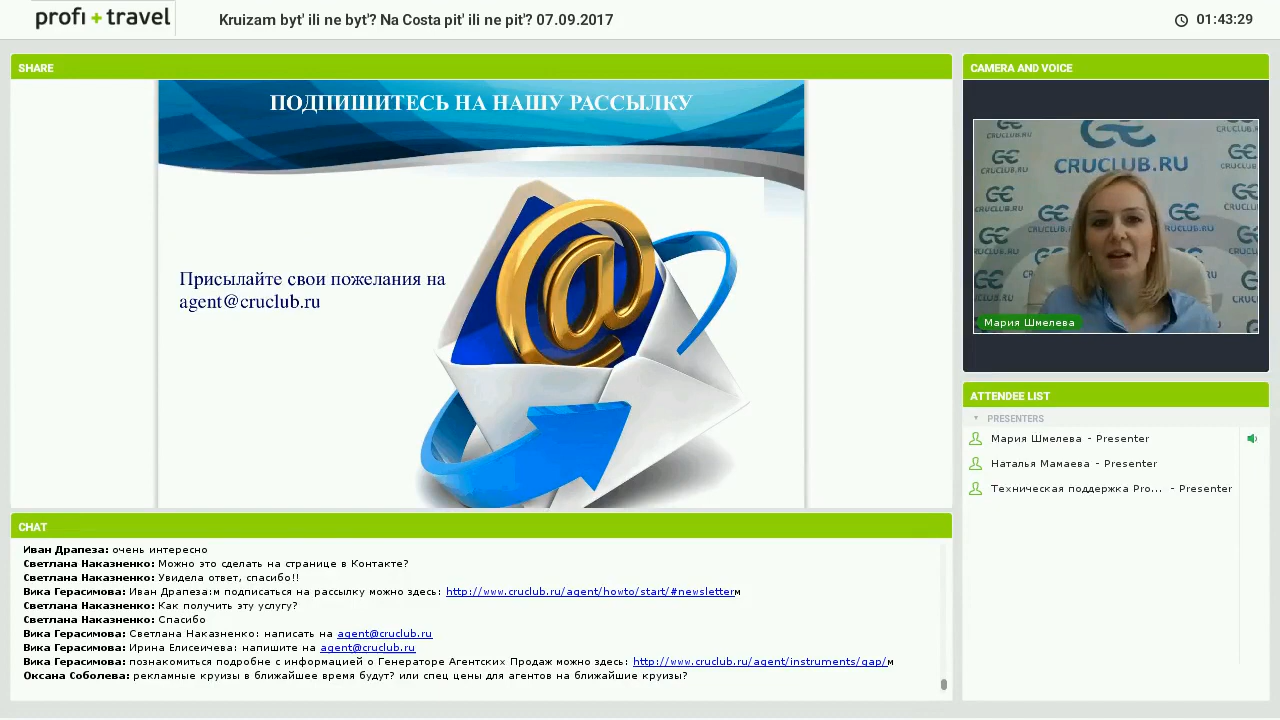 profi + travel
Kruizam byt' ili ne byt'? Na Costa pit' ili ne pit'? 07.09.2017
01:43:29
SHARE
ПОДПИШИТЕСЬ НА НАШУ РАССЫЛКУ
Присылайте свои пожелания на
agent@cruclub.ru
CAMERA AND VOICE
CRUCLUB.RU
Мария Шмелева
ATTENDEE LIST
PRESENTERS
Мария Шмелева - Presenter
Наталья Мамаева - Presenter
Техническая поддержка Pro... - Presenter
CHAT
Иван Драпеза: очень интересно
Светлана Наказненко: Можно это сделать на странице в Контакте?
Светлана Наказненко: Увидела ответ, спасибо!!
Вика Герасимова: Иван Драпеза:м подписаться на рассылку можно здесь: http://www.cruclub.ru/agent/howto/start/#newsletterм
Светлана Наказненко: Как получить эту услугу?
Светлана Наказненко: Спасибо
Вика Герасимова: Светлана Наказненко: написать на agent@cruclub.ru
Вика Герасимова: Ирина Елисеичева: напишите на agent@cruclub.ru
Вика Герасимова: познакомиться подробне с информацией о Генераторе Агентских Продаж можно здесь: http://www.cruclub.ru/agent/instruments/gap/м
Оксана Соболева: рекламные круизы в ближайшее время будут? или спец цены для агентов на ближайшие круизы?